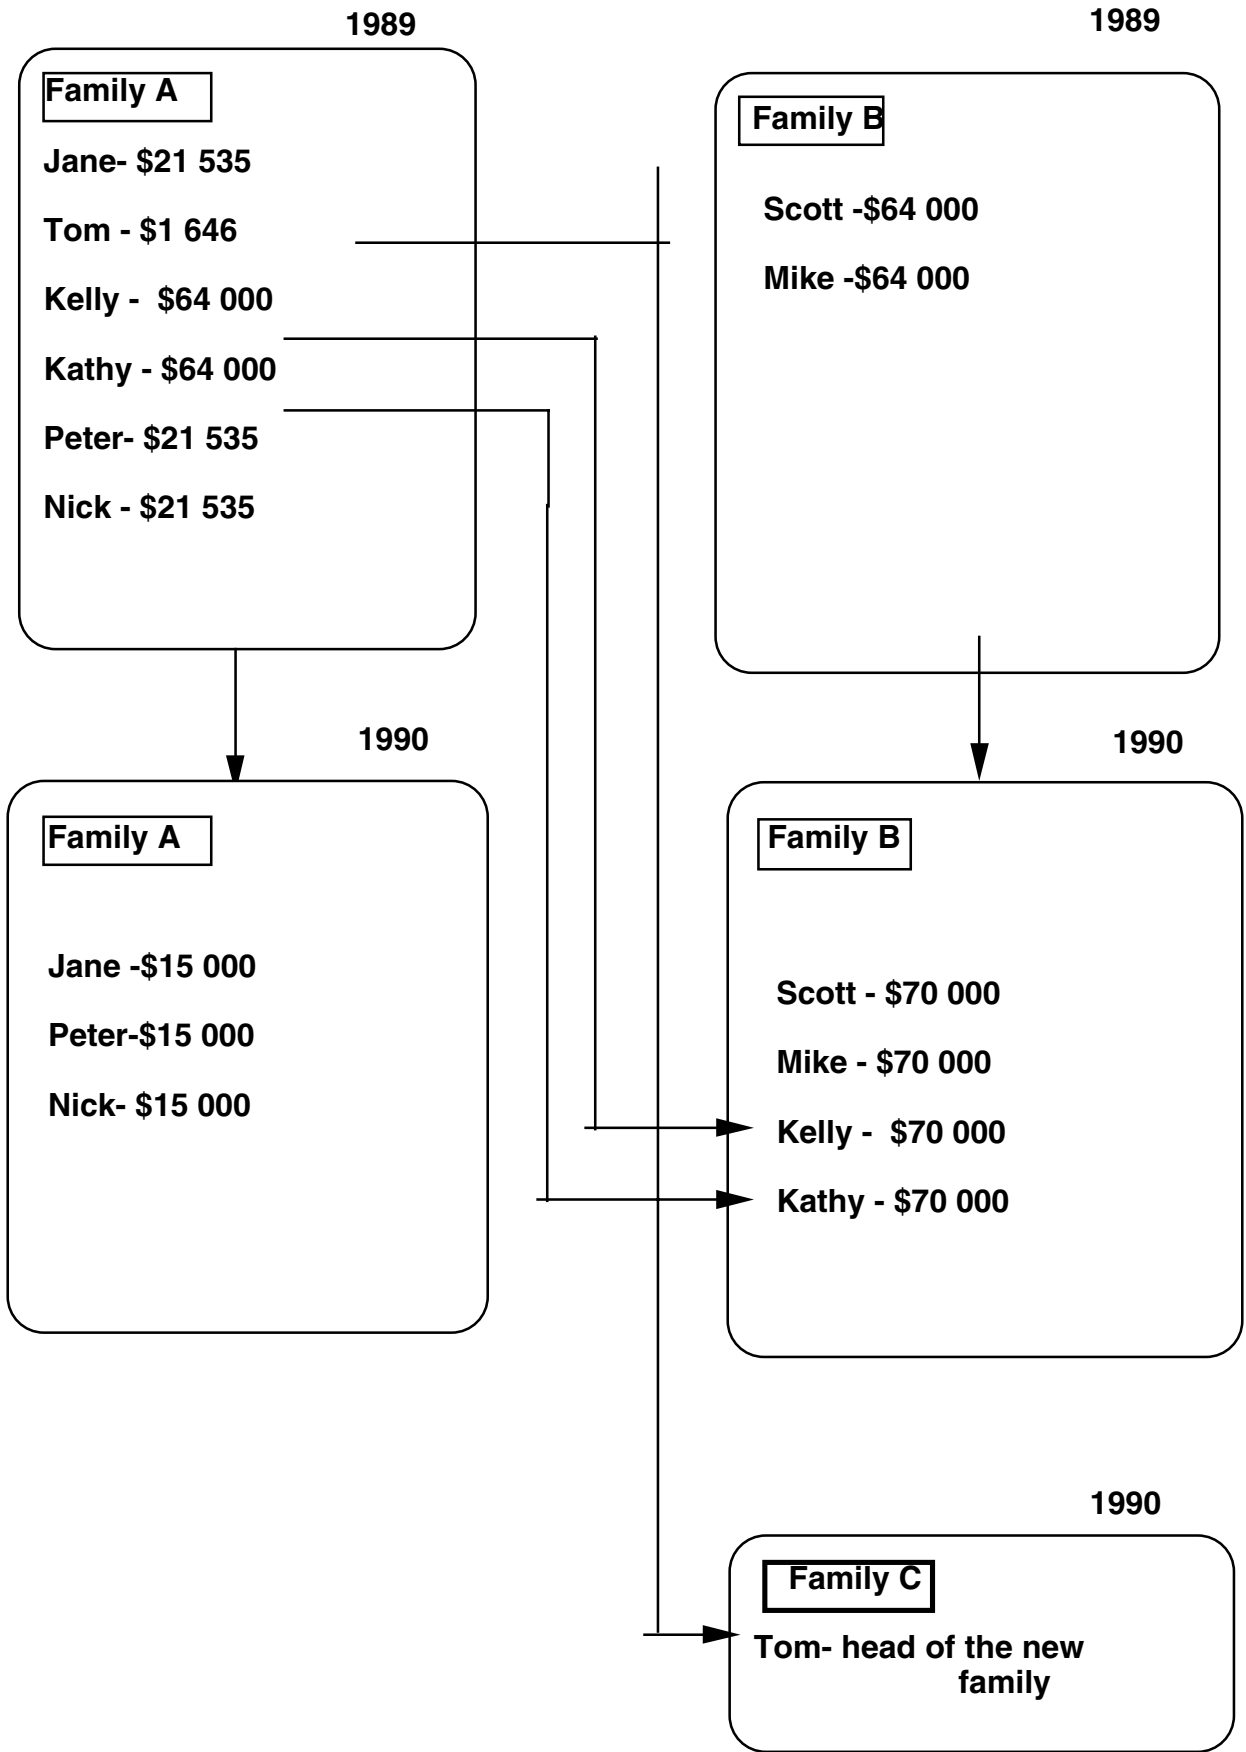 1989
Family A
Jane- $21 535
Tom - $1 646
Kelly -  $64 000
Kathy - $64 000
Peter- $21 535
Nick - $21 535
1989
Family B
Scott -$64 000
Mike -$64 000
1990
Family A
Jane -$15 000
Peter-$15 000
Nick- $15 000
1990
Family B
Scott - $70 000
Mike - $70 000
Kelly -  $70 000
Kathy - $70 000
1990
Family C
Tom- head of the new
family